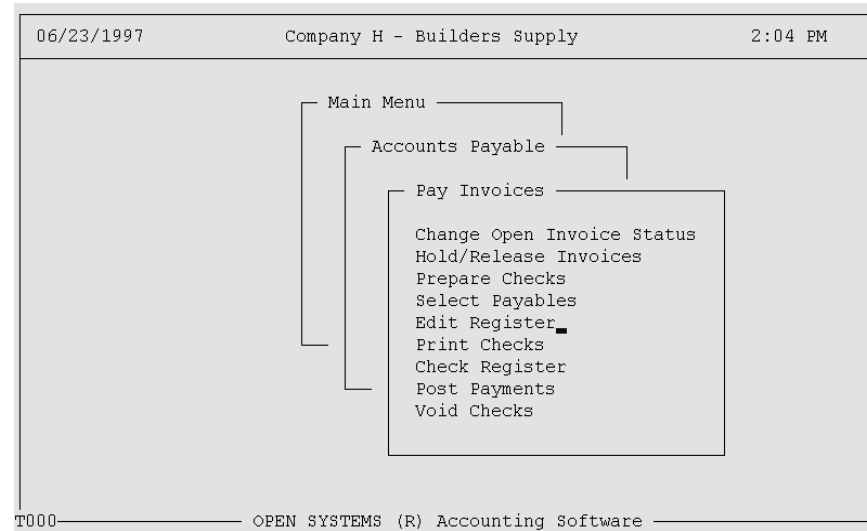 06/23/1997 Company H - Builders Supply 2:04 PM
Main Menu
Accounts Payable
Pay Invoices
Change Open Invoice Status
Hold/Release Invoices
Prepare Checks
Select Payables
Edit Register
Print Checks
Check Register
Post Payments
Void Checks
T000 OPEN SYSTEMS (R) Accounting Software